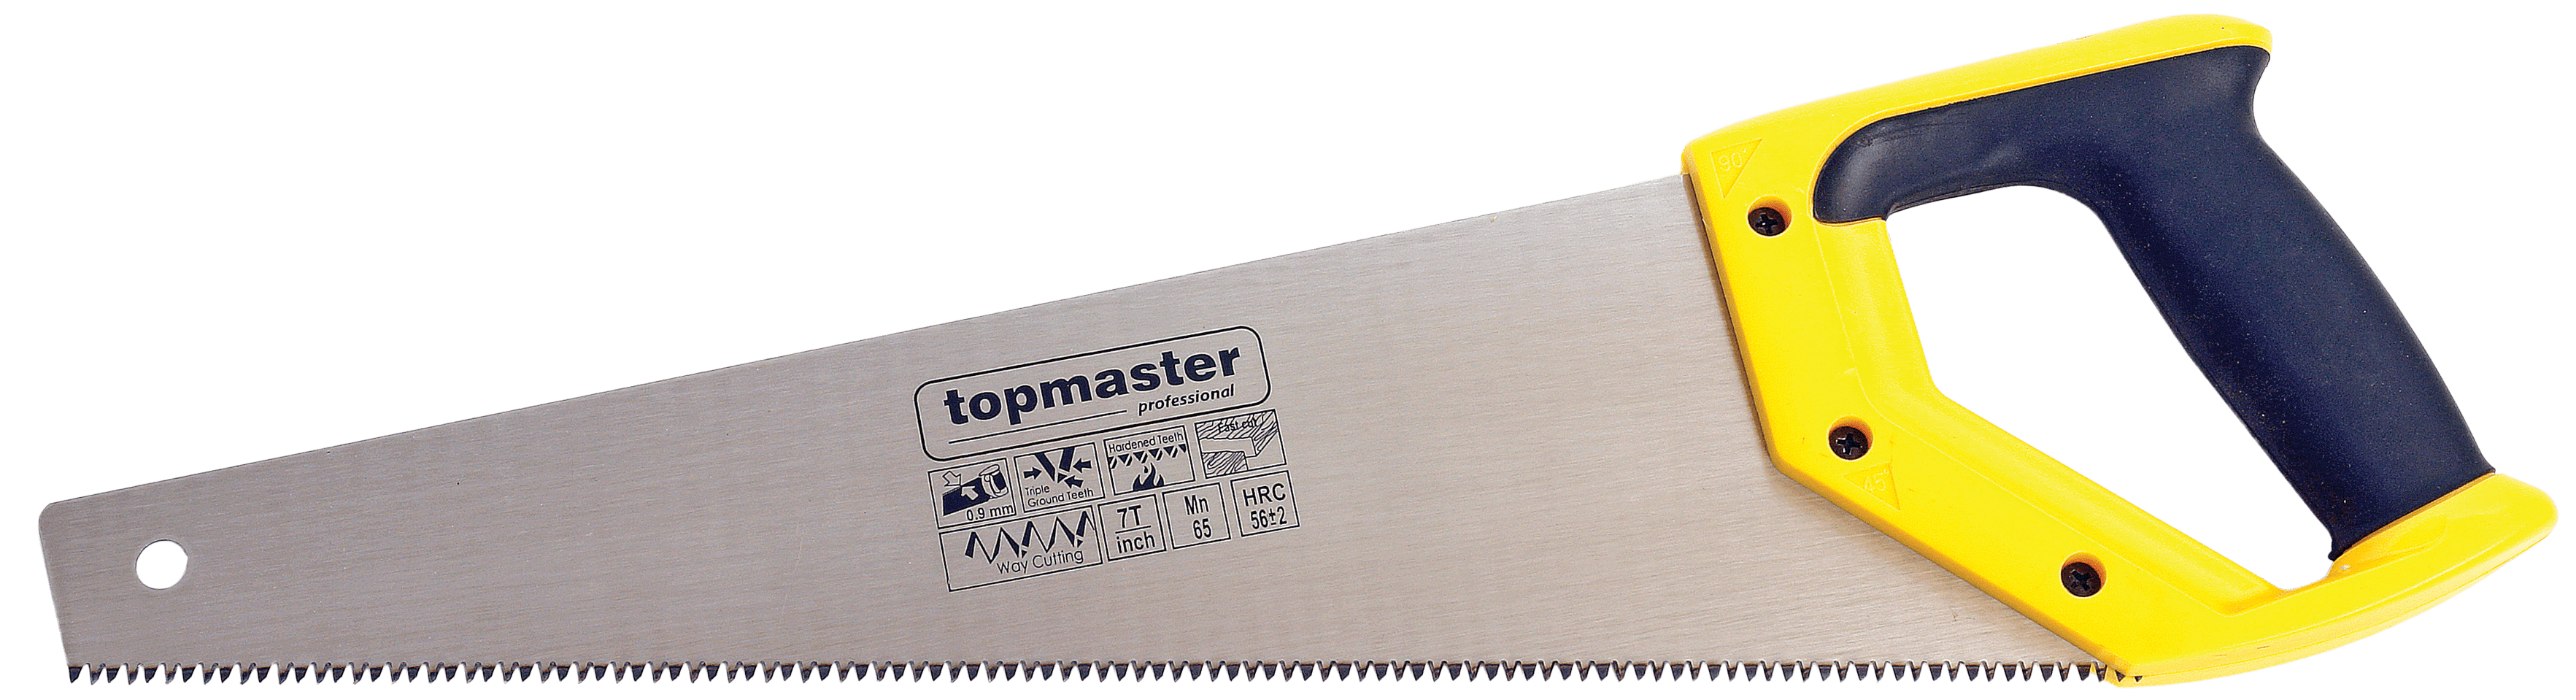 topmaster
professional
0.9 mm
Triple
Ground Teeth
Hardened Teeth
Fast cut
Way Cutting
7T
inch
Mn
65
HRC
56±2
90°
45°